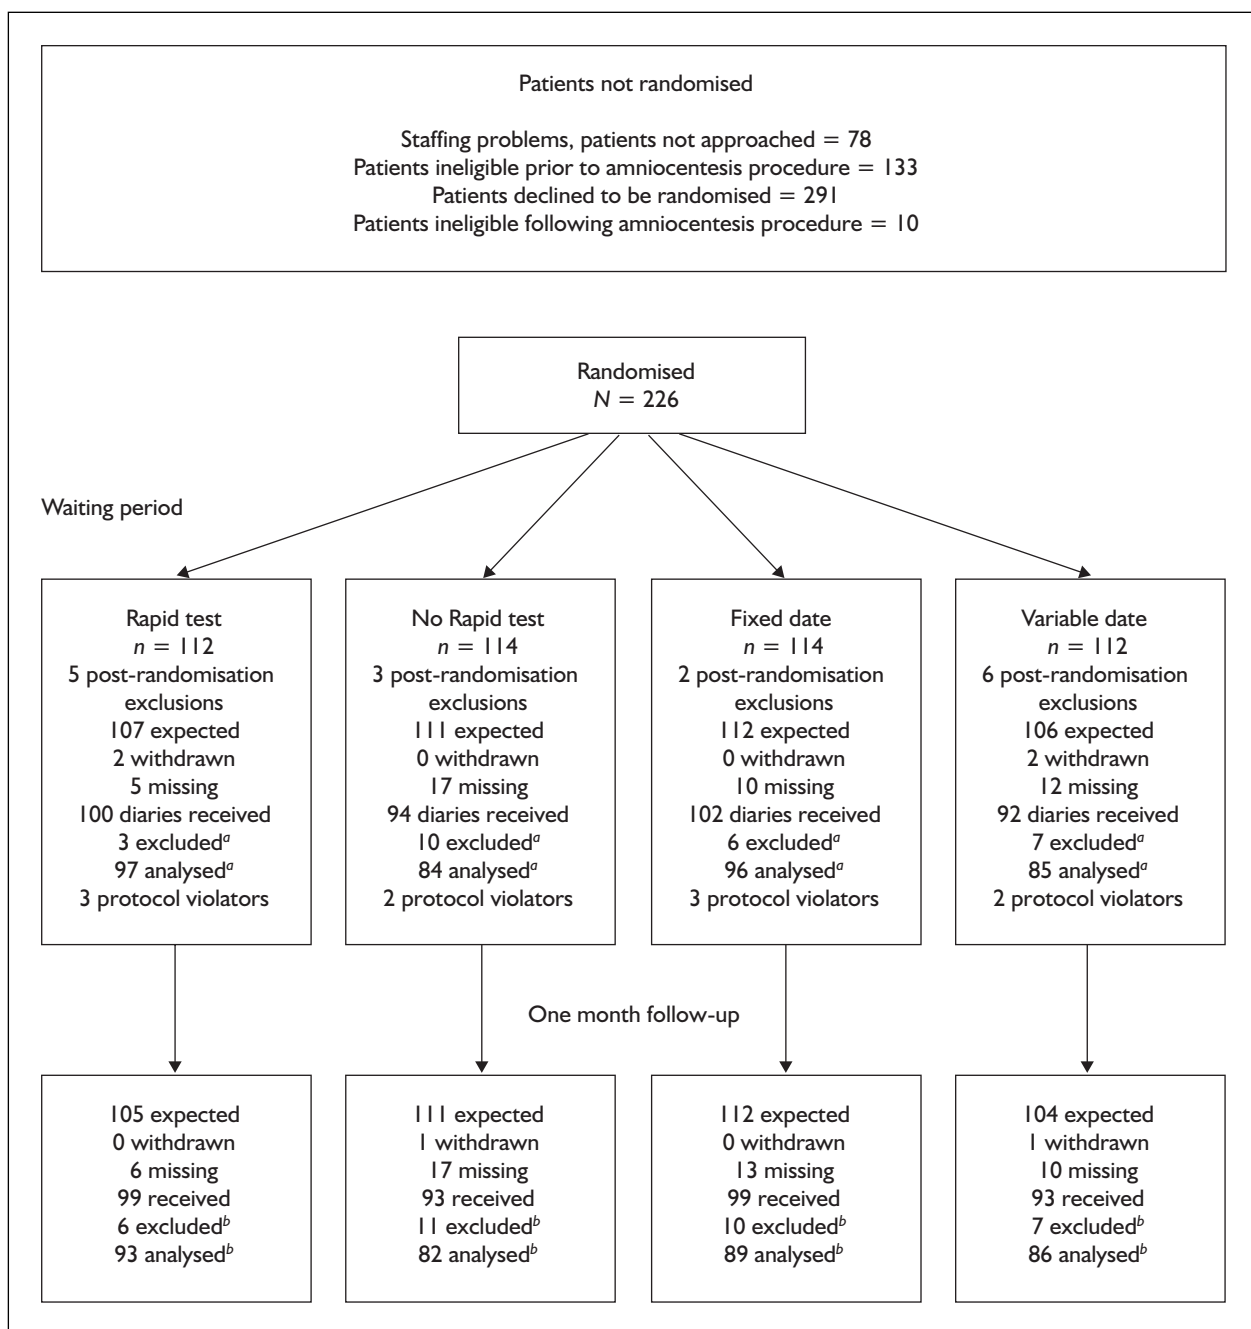 Patients not randomised
Staffing problems, patients not approached = 78
Patients ineligible prior to amniocentesis procedure = 133
Patients declined to be randomised = 291
Patients ineligible following amniocentesis procedure = 10
Randomised
N = 226
Waiting period
Rapid test
n = 112
5 post-randomisation
exclusions
107 expected
2 withdrawn
5 missing
100 diaries received
3 excludedᵃ
97 analysedᵃ
3 protocol violators
No Rapid test
n = 114
3 post-randomisation
exclusions
111 expected
0 withdrawn
17 missing
94 diaries received
10 excludedᵃ
84 analysedᵃ
2 protocol violators
Fixed date
n = 114
2 post-randomisation
exclusions
112 expected
0 withdrawn
10 missing
102 diaries received
6 excludedᵃ
96 analysedᵃ
3 protocol violators
Variable date
n = 112
6 post-randomisation
exclusions
106 expected
2 withdrawn
12 missing
92 diaries received
7 excludedᵃ
85 analysedᵃ
2 protocol violators
One month follow-up
105 expected
0 withdrawn
6 missing
99 received
6 excludedᵇ
93 analysedᵇ
111 expected
1 withdrawn
17 missing
93 received
11 excludedᵇ
82 analysedᵇ
112 expected
0 withdrawn
13 missing
99 received
10 excludedᵇ
89 analysedᵇ
104 expected
1 withdrawn
10 missing
93 received
7 excludedᵇ
86 analysedᵇ